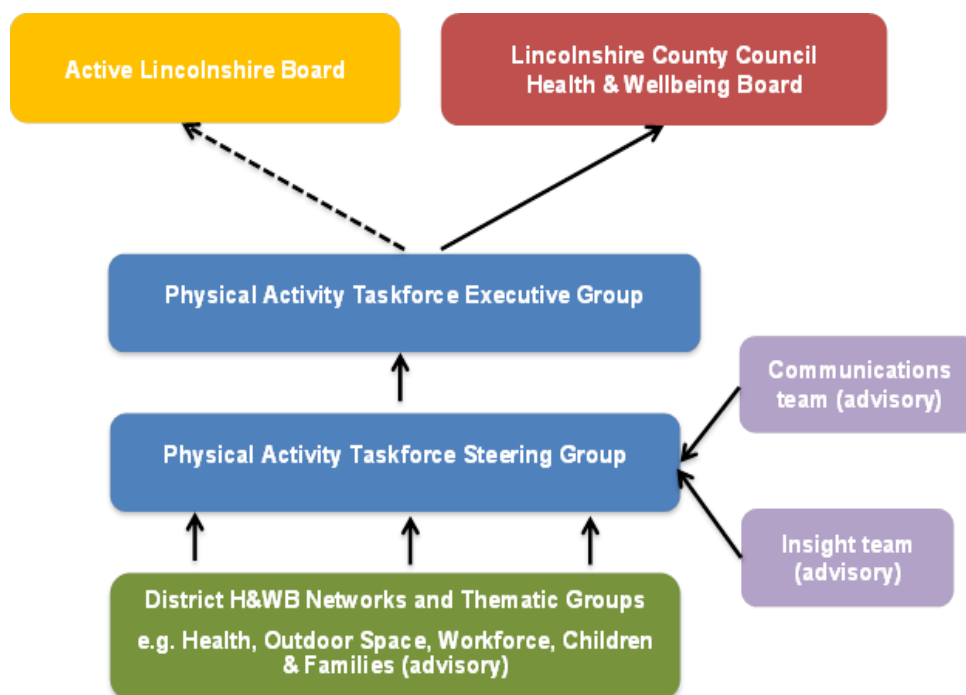 Active Lincolnshire Board
Lincolnshire County Council
Health & Wellbeing Board
Physical Activity Taskforce Executive Group
Communications
team (advisory)
Physical Activity Taskforce Steering Group
Insight team
(advisory)
District H&WB Networks and Thematic Groups
e.g. Health, Outdoor Space, Workforce, Children
& Families (advisory)